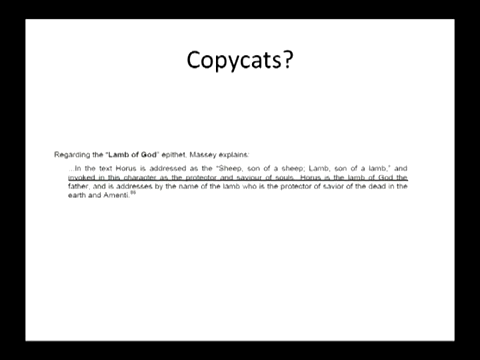 Copycats?
Regarding the "Lamb of God" epithet, Massey explains:
...In the text Horus is addressed as the "Sheep, son of a sheep; Lamb, son of a lamb," and
invoked in this character as the protector and saviour of souls. Horus is the lamb of God the
father, and is addresses by the name of the lamb who is the protector of savior of the dead in the
earth and Amenti.